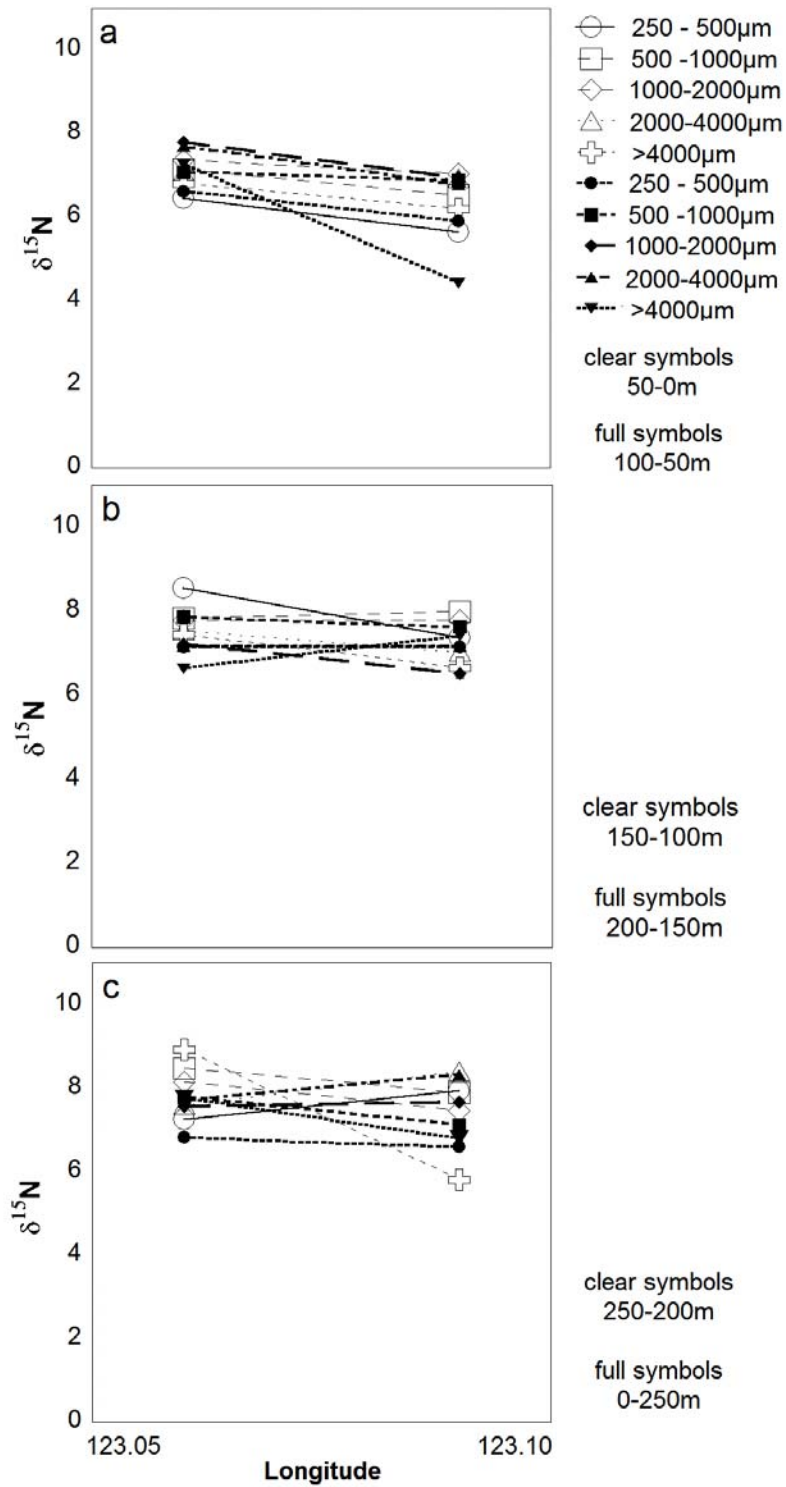 a
10
8
6
4
2
0
δ15N
250 - 500µm
500 -1000µm
1000-2000µm
2000-4000µm
>4000µm
250 - 500µm
500 -1000µm
1000-2000µm
2000-4000µm
>4000µm
clear symbols
50-0m
full symbols
100-50m
b
10
8
6
4
2
0
δ15N
clear symbols
150-100m
full symbols
200-150m
c
10
8
6
4
2
0
δ15N
clear symbols
250-200m
full symbols
0-250m
123.05 123.10
Longitude